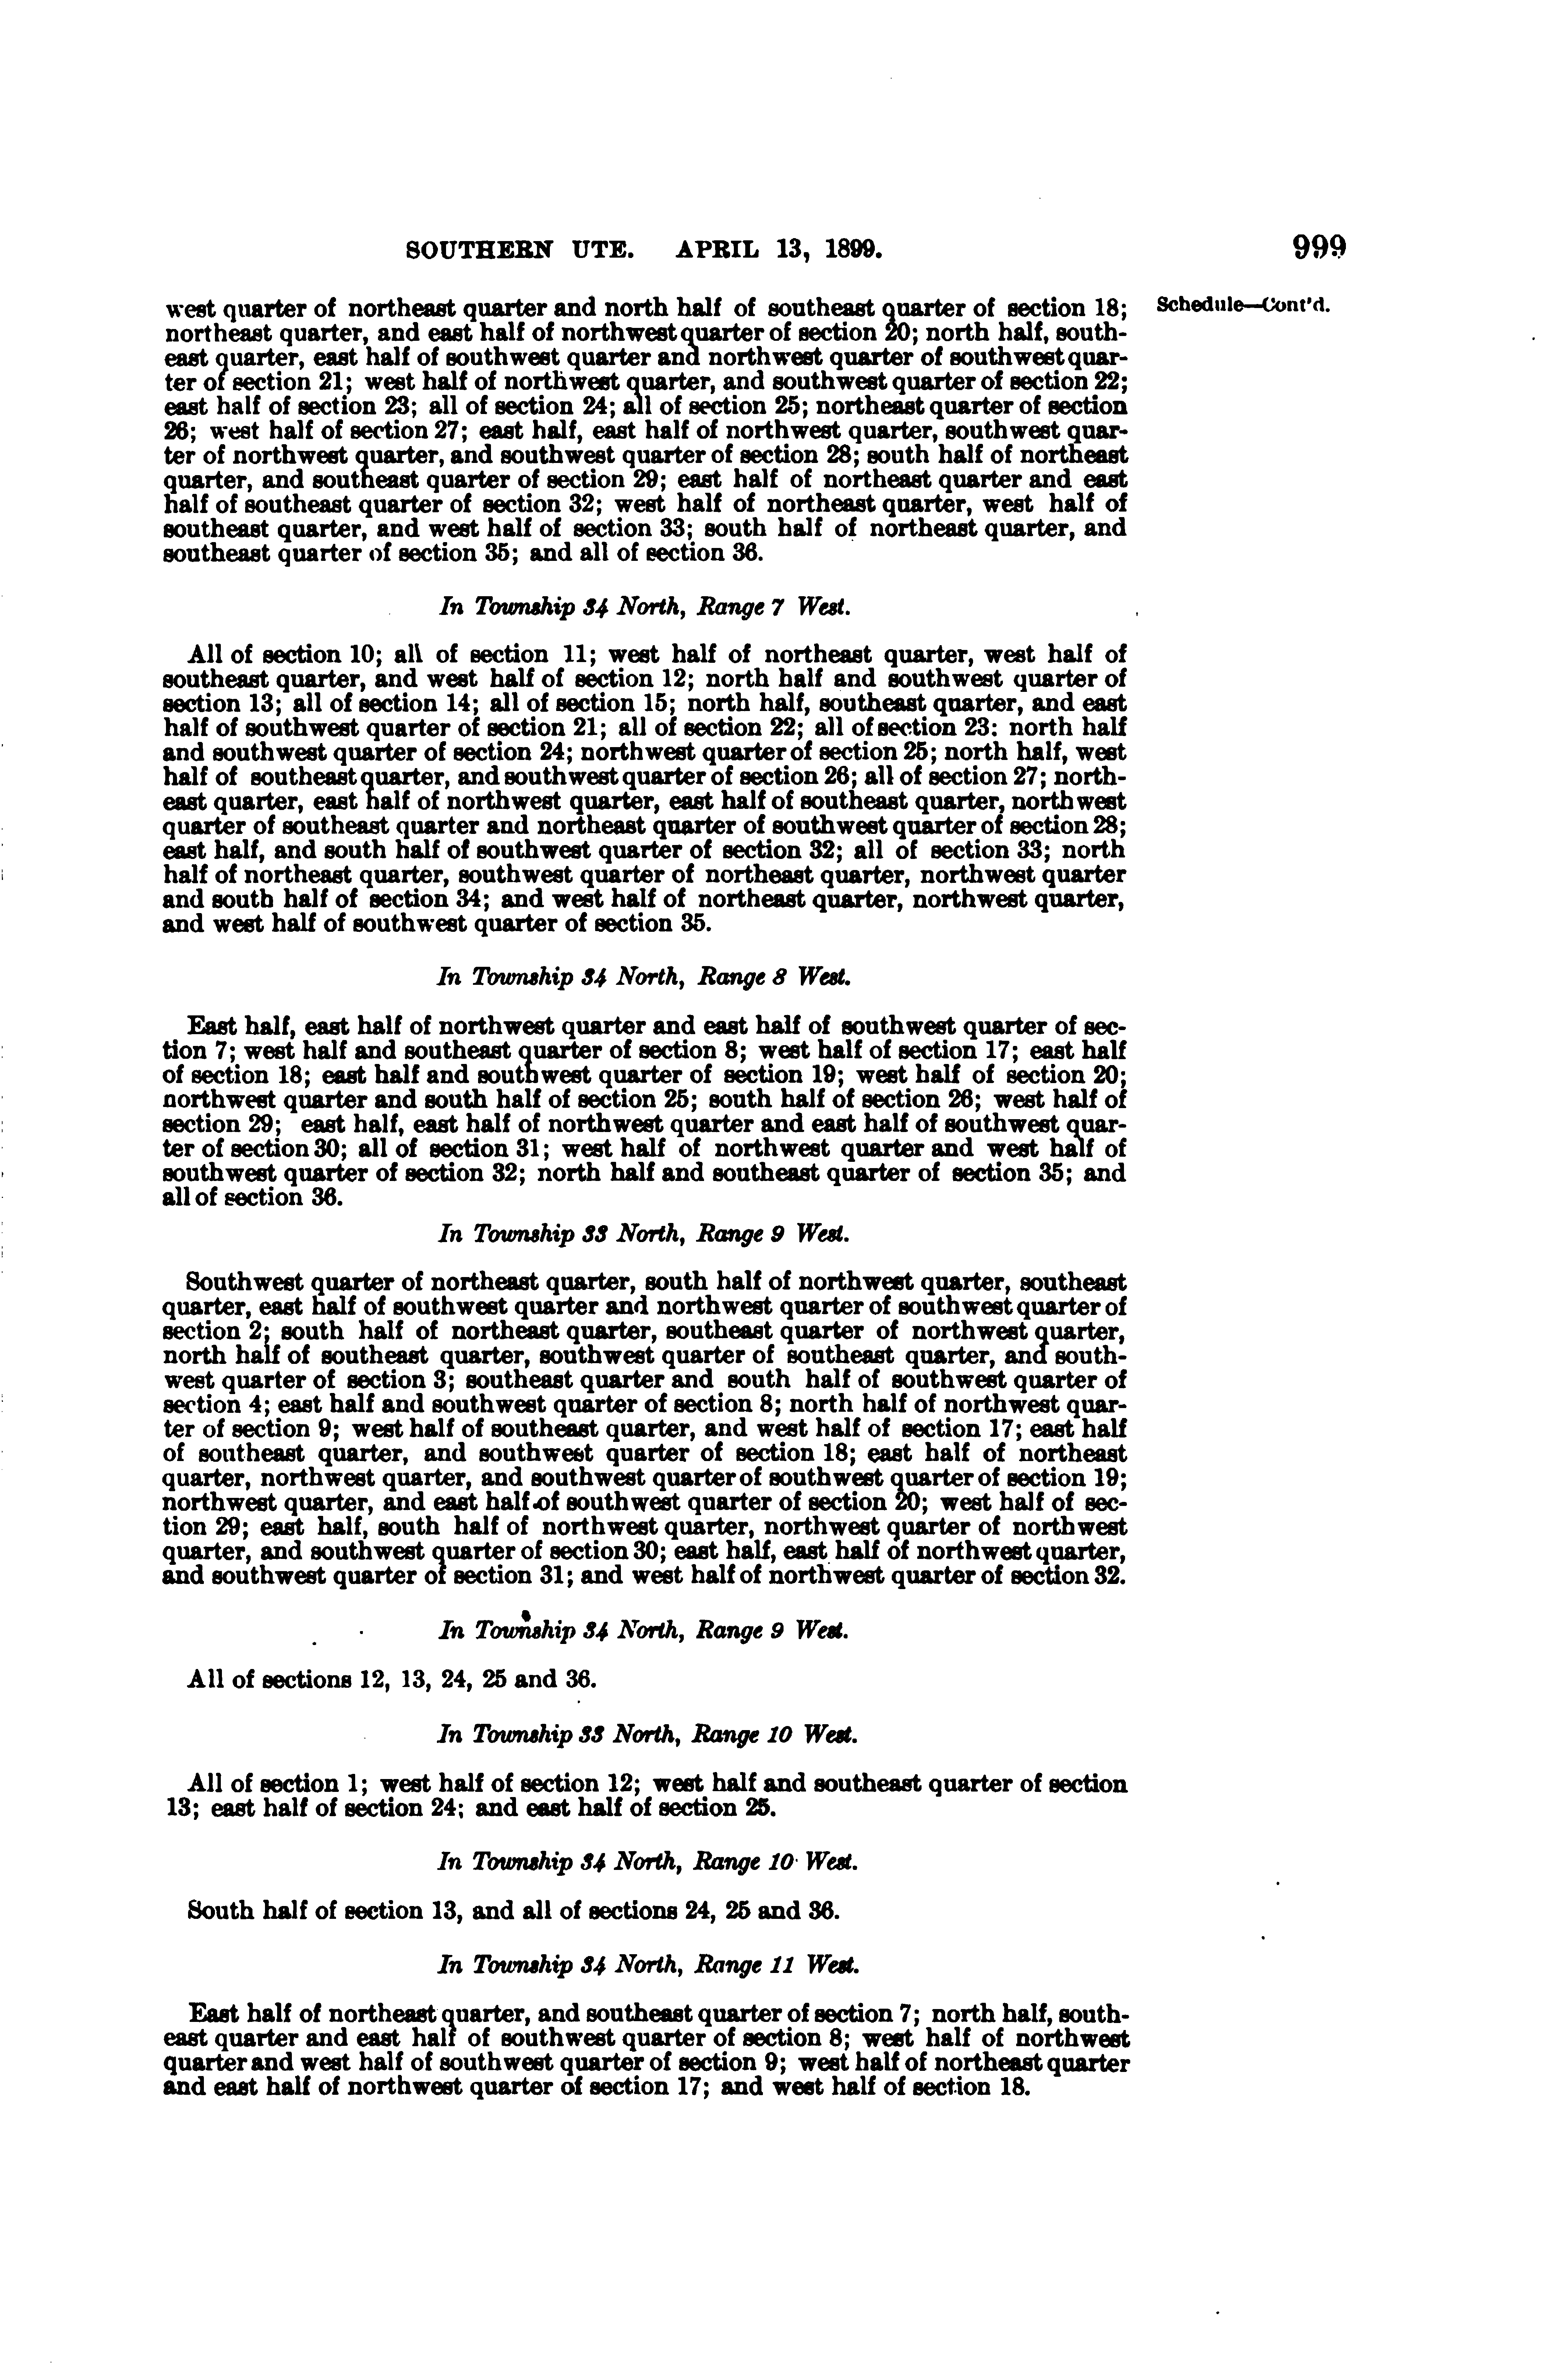 SOUTHERN UTE. APRIL 13, 1899. 999
west quarter of northeast quarter and north half of southeast quarter of section 18; Schedule—Cont'd.
northeast quarter, and east half of northwest quarter of section 20; north half, south-
east quarter, east half of southwest quarter and northwest quarter of southwest quar-
ter of section 21; west half of northwest quarter, and southwest quarter of section 22;
east half of section 23; all of section 24; all of section 25; northeast quarter of section
26; west half of section 27; east half, east half of northwest quarter, southwest quar-
ter of northwest quarter, and southwest quarter of section 28; south half of northeast
quarter, and southeast quarter of section 29; east half of northeast quarter and east
half of southeast quarter of section 32; west half of northeast quarter, west half of
southeast quarter, and west half of section 33; south half of northeast quarter, and
southeast quarter of section 35; and all of section 36.
In Township 34 North, Range 7 West.
All of section 10; all of section 11; west half of northeast quarter, west half of
southeast quarter, and west half of section 12; north half and southwest quarter of
section 13; all of section 14; all of section 15; north half, southeast quarter, and east
half of southwest quarter of section 21; all of section 22; all of section 23: north half
and southwest quarter of section 24; northwest quarter of section 25; north half, west
half of southeast quarter, and southwest quarter of section 26; all of section 27; north-
east quarter, east half of northwest quarter, east half of southeast quarter, northwest
quarter of southeast quarter and northeast quarter of southwest quarter of section 28;
east half, and south half of southwest quarter of section 32; all of section 33; north
half of northeast quarter, southwest quarter of northeast quarter, northwest quarter
and south half of section 34; and west half of northeast quarter, northwest quarter,
and west half of southwest quarter of section 35.
In Township 34 North, Range 8 West.
East half, east half of northwest quarter and east half of southwest quarter of sec-
tion 7; west half and southeast quarter of section 8; west half of section 17; east half
of section 18; east half and southwest quarter of section 19; west half of section 20;
northwest quarter and south half of section 25; south half of section 26; west half of
section 29; east half, east half of northwest quarter and east half of southwest quar-
ter of section 30; all of section 31; west half of northwest quarter and west half of
southwest quarter of section 32; north half and southeast quarter of section 35; and
all of section 36.
In Township 33 North, Range 9 West.
Southwest quarter of northeast quarter, south half of northwest quarter, southeast
quarter, east half of southwest quarter and northwest quarter of southwest quarter of
section 2; south half of northeast quarter, southeast quarter of northwest quarter,
north half of southeast quarter, southwest quarter of southeast quarter, and south-
west quarter of section 3; southeast quarter and south half of southwest quarter of
section 4; east half and southwest quarter of section 8; north half of northwest quar-
ter of section 9; west half of southeast quarter, and west half of section 17; east half
of southeast quarter, and southwest quarter of section 18; east half of northeast
quarter, northwest quarter, and southwest quarter of southwest quarter of section 19;
northwest quarter, and east half of southwest quarter of section 20; west half of sec-
tion 29; east half, south half of northwest quarter, northwest quarter of northwest
quarter, and southwest quarter of section 30; east half, east half of northwest quarter,
and southwest quarter of section 31; and west half of northwest quarter of section 32.
In Township 34 North, Range 9 West.
All of sections 12, 13, 24, 25 and 36.
In Township 33 North, Range 10 West.
All of section 1; west half of section 12; west half and southeast quarter of section
13; east half of section 24; and east half of section 25.
In Township 34 North, Range 10 West.
South half of section 13, and all of sections 24, 25 and 36.
In Township 34 North, Range 11 West.
East half of northeast quarter, and southeast quarter of section 7; north half, south-
east quarter and east half of southwest quarter of section 8; west half of northwest
quarter and west half of southwest quarter of section 9; west half of northeast quarter
and east half of northwest quarter of section 17; and west half of section 18.